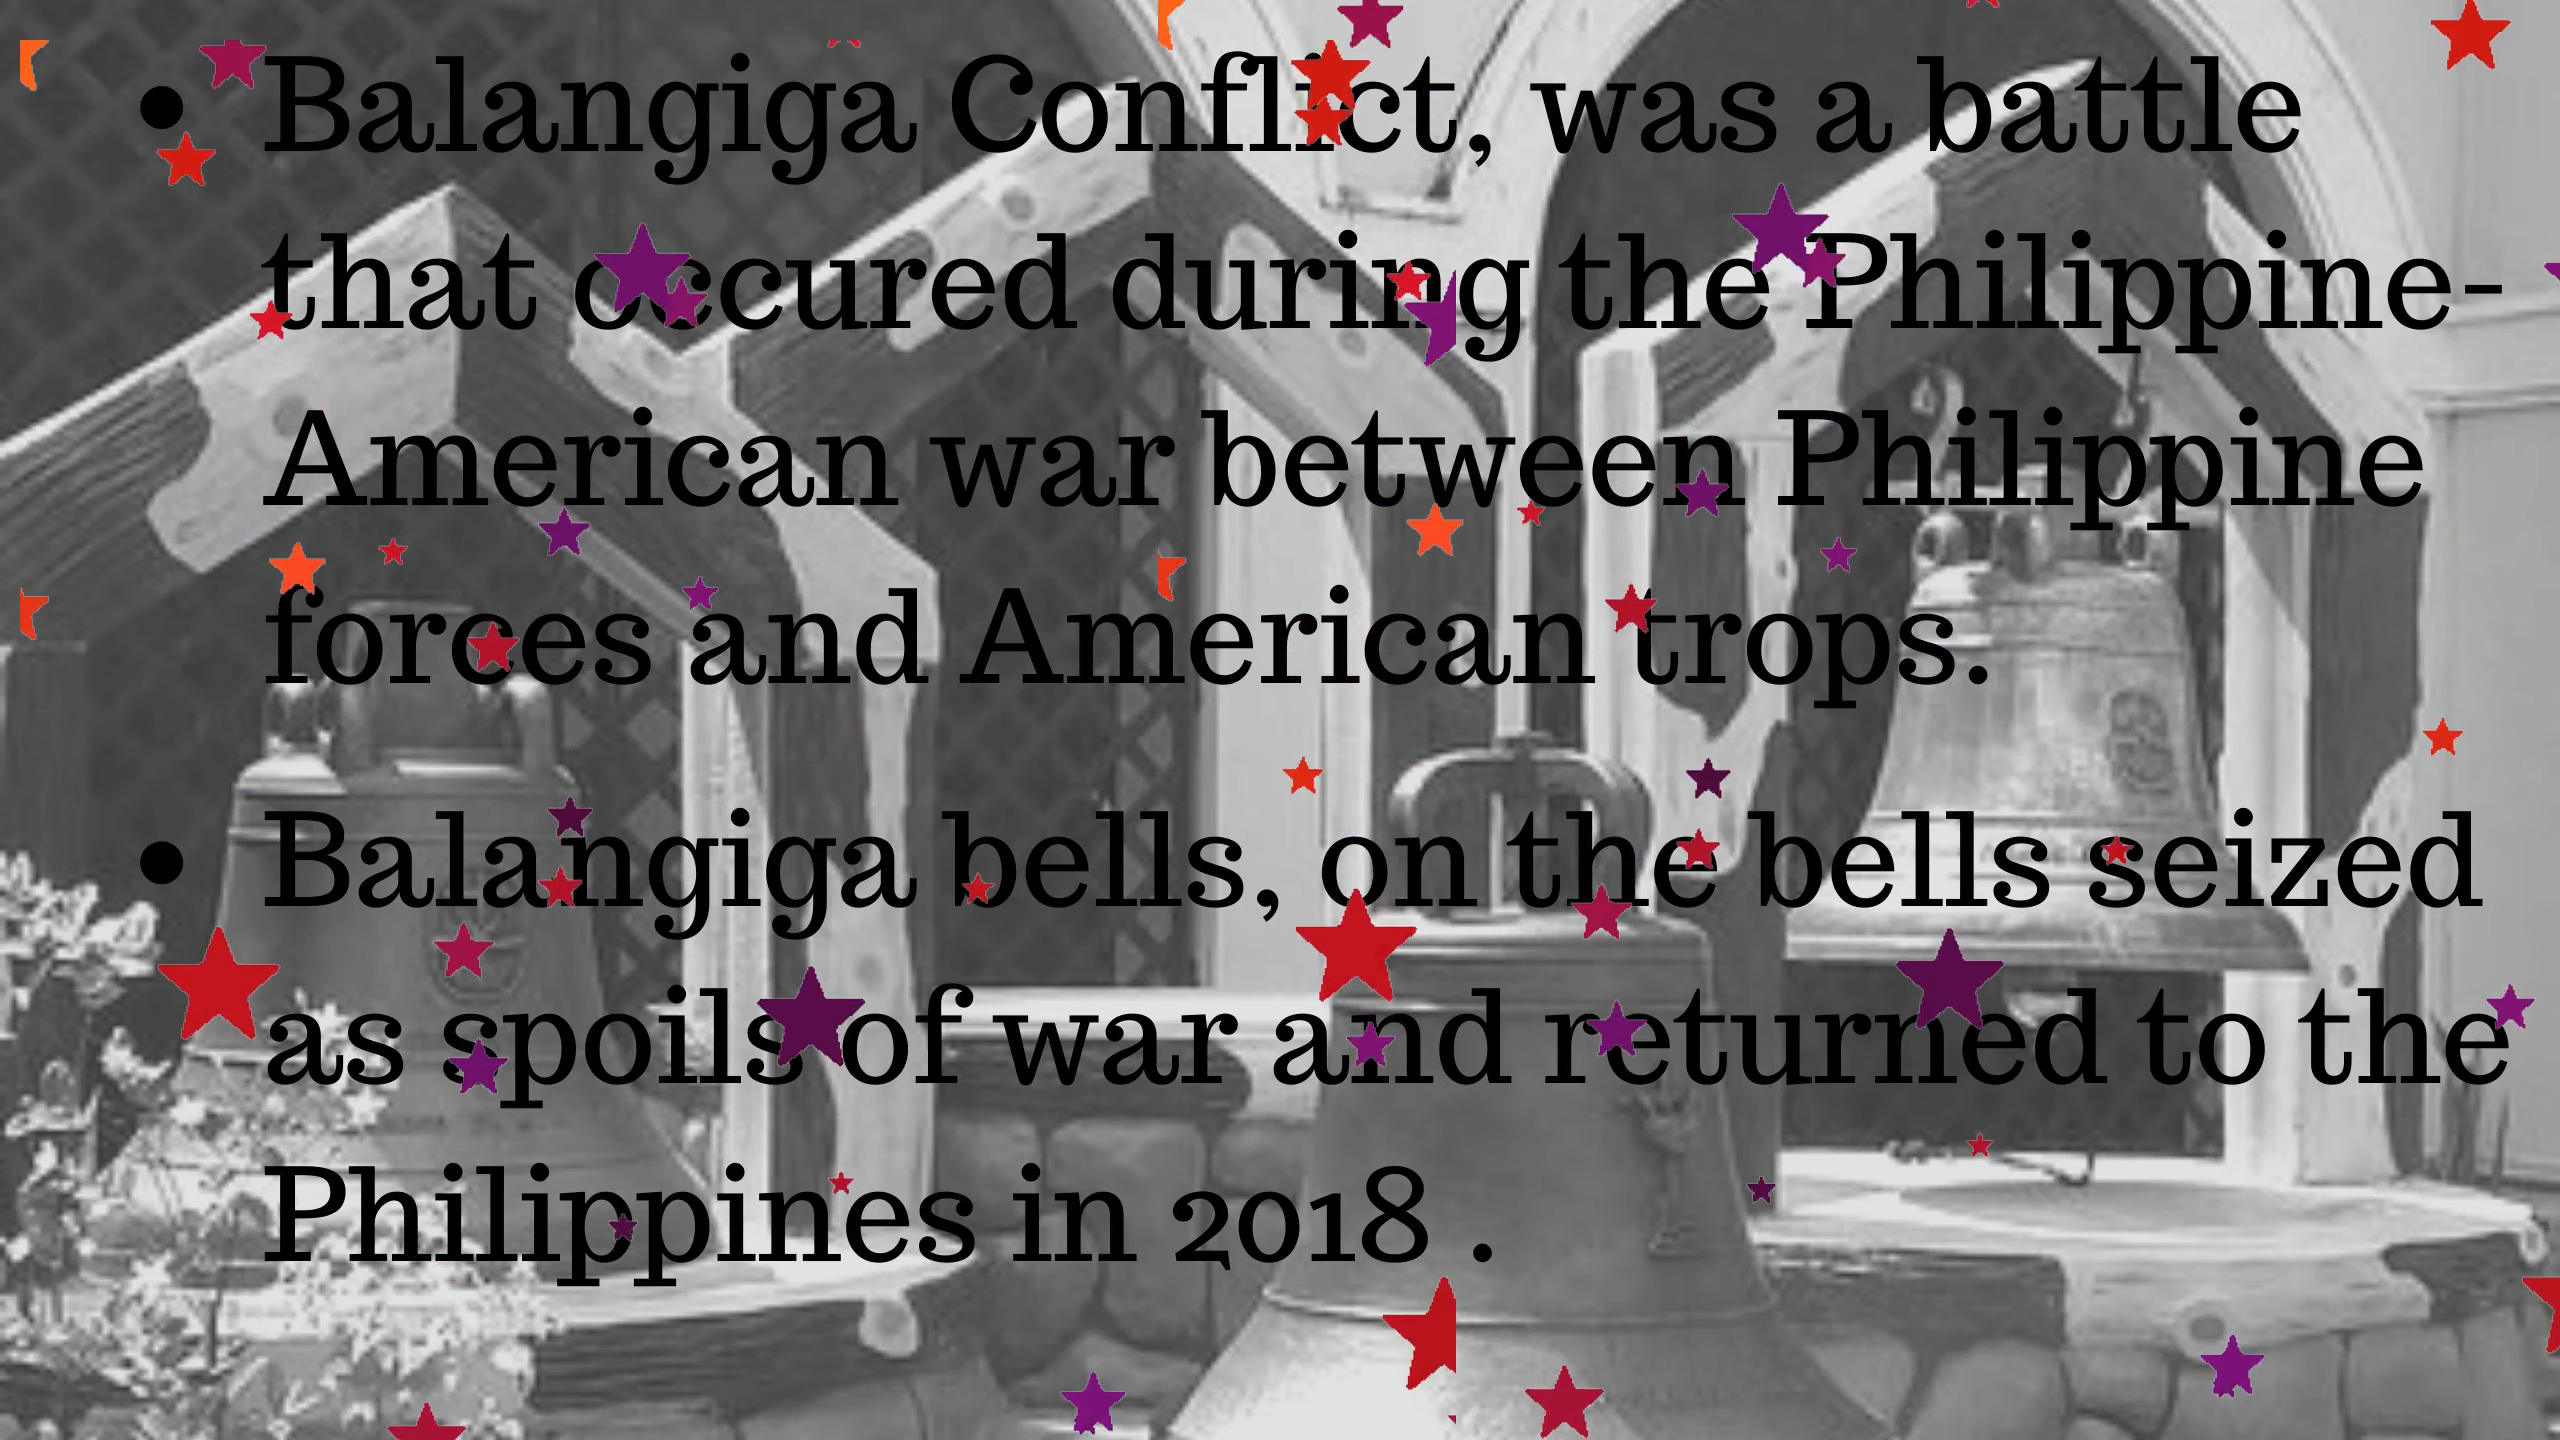 • Balangiga Conflict, was a battle
that occured during the Philippine-
American war between Philippine
forces and American trops.
• Balangiga bells, on the bells seized
as spoils of war and returned to the
Philippines in 2018 .